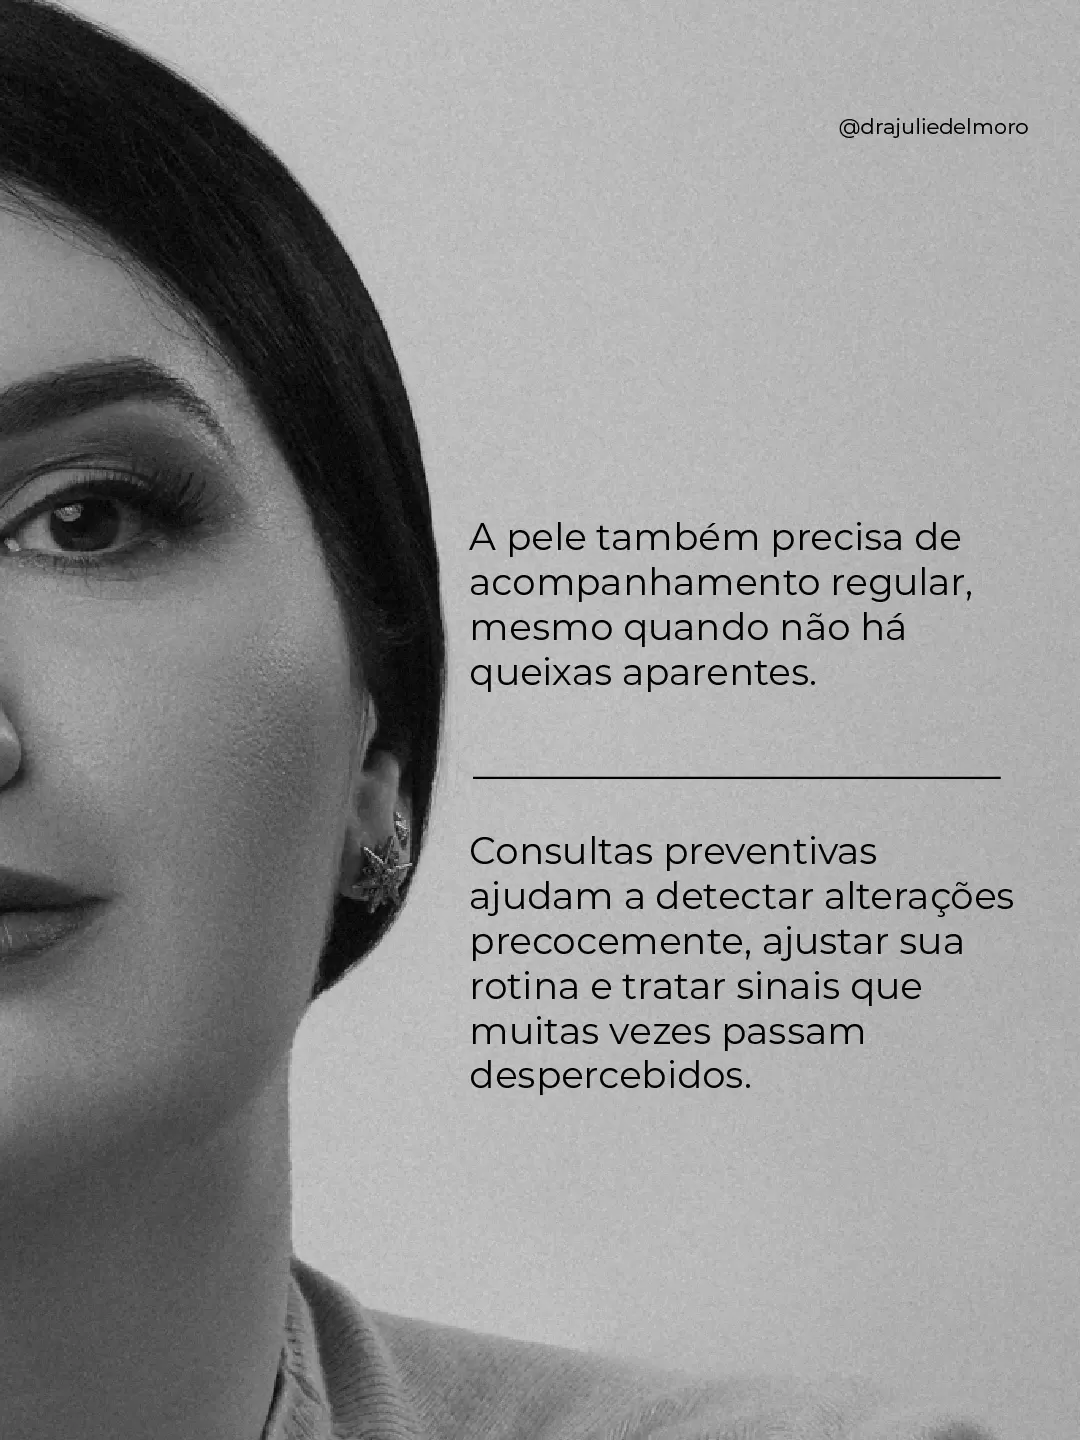 @drajuliedelmoro
A pele também precisa de
acompanhamento regular,
mesmo quando não há
queixas aparentes.
Consultas preventivas
ajudam a detectar alterações
precocemente, ajustar sua
rotina e tratar sinais que
muitas vezes passam
despercebidos.